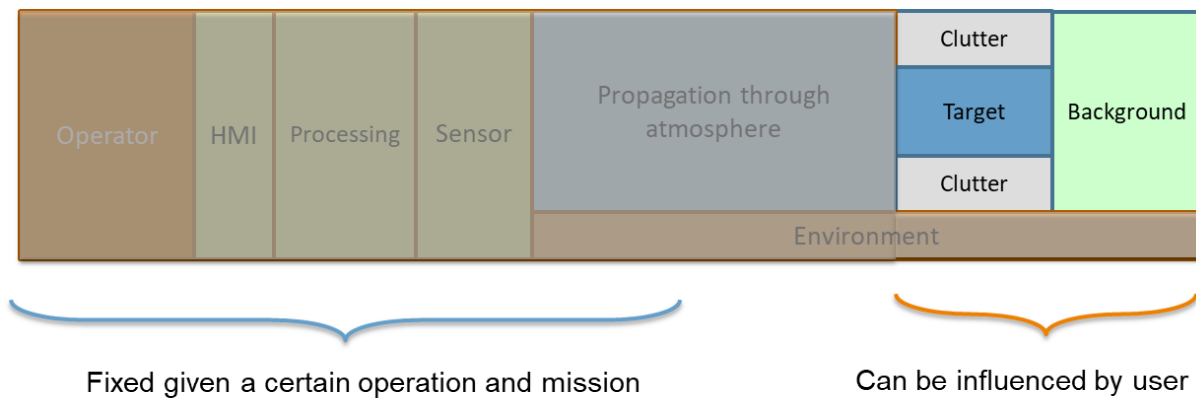 Operator
HMI
Processing
Sensor
Propagation through
atmosphere
Clutter
Target
Clutter
Background
Environment
Fixed given a certain operation and mission
Can be influenced by user